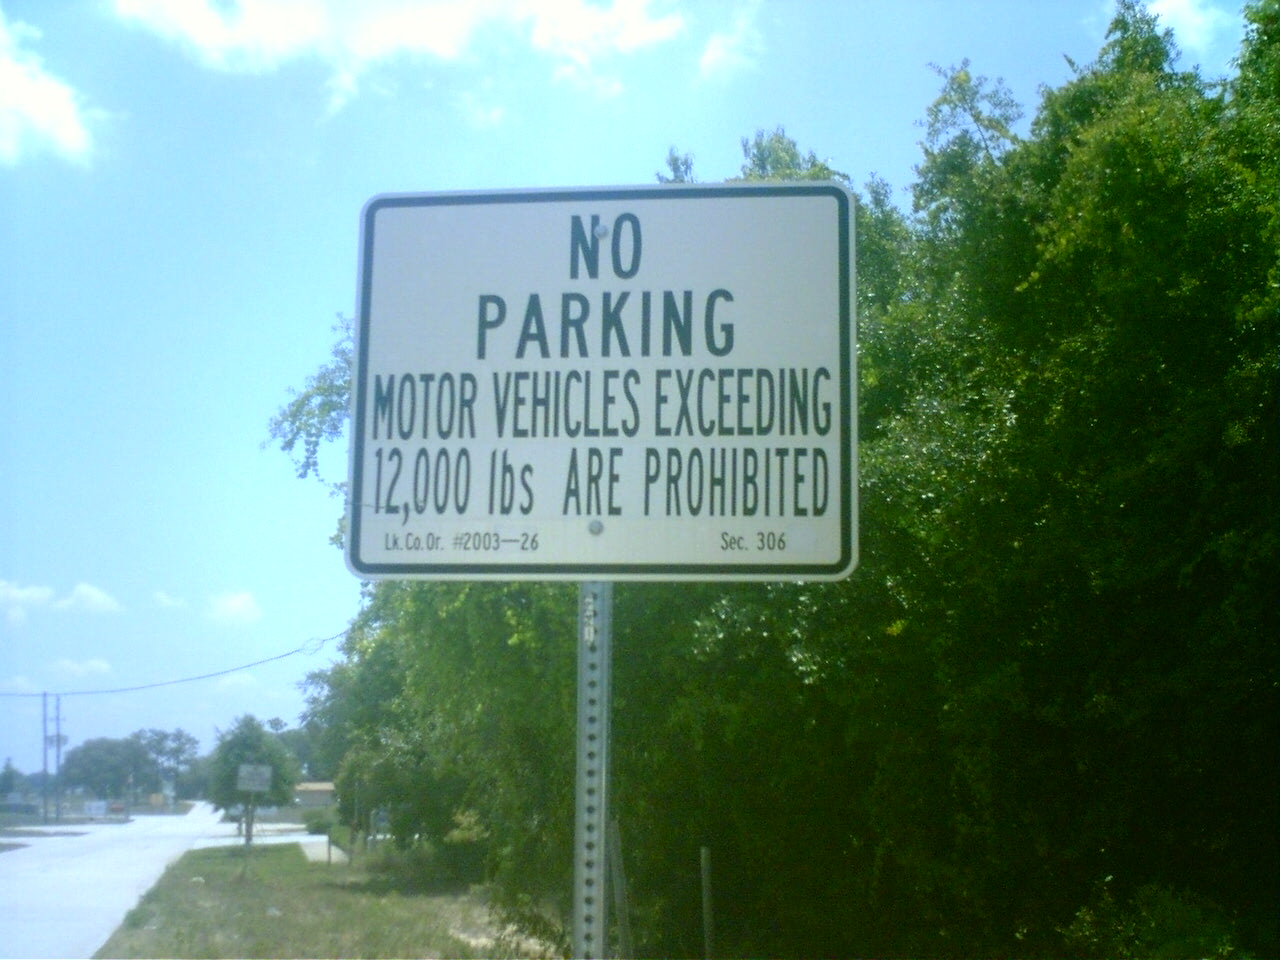 NO
PARKING
MOTOR VEHICLES EXCEEDING
12,000 lbs ARE PROHIBITED
Lk. Co. Or. #2003—26 Sec. 306